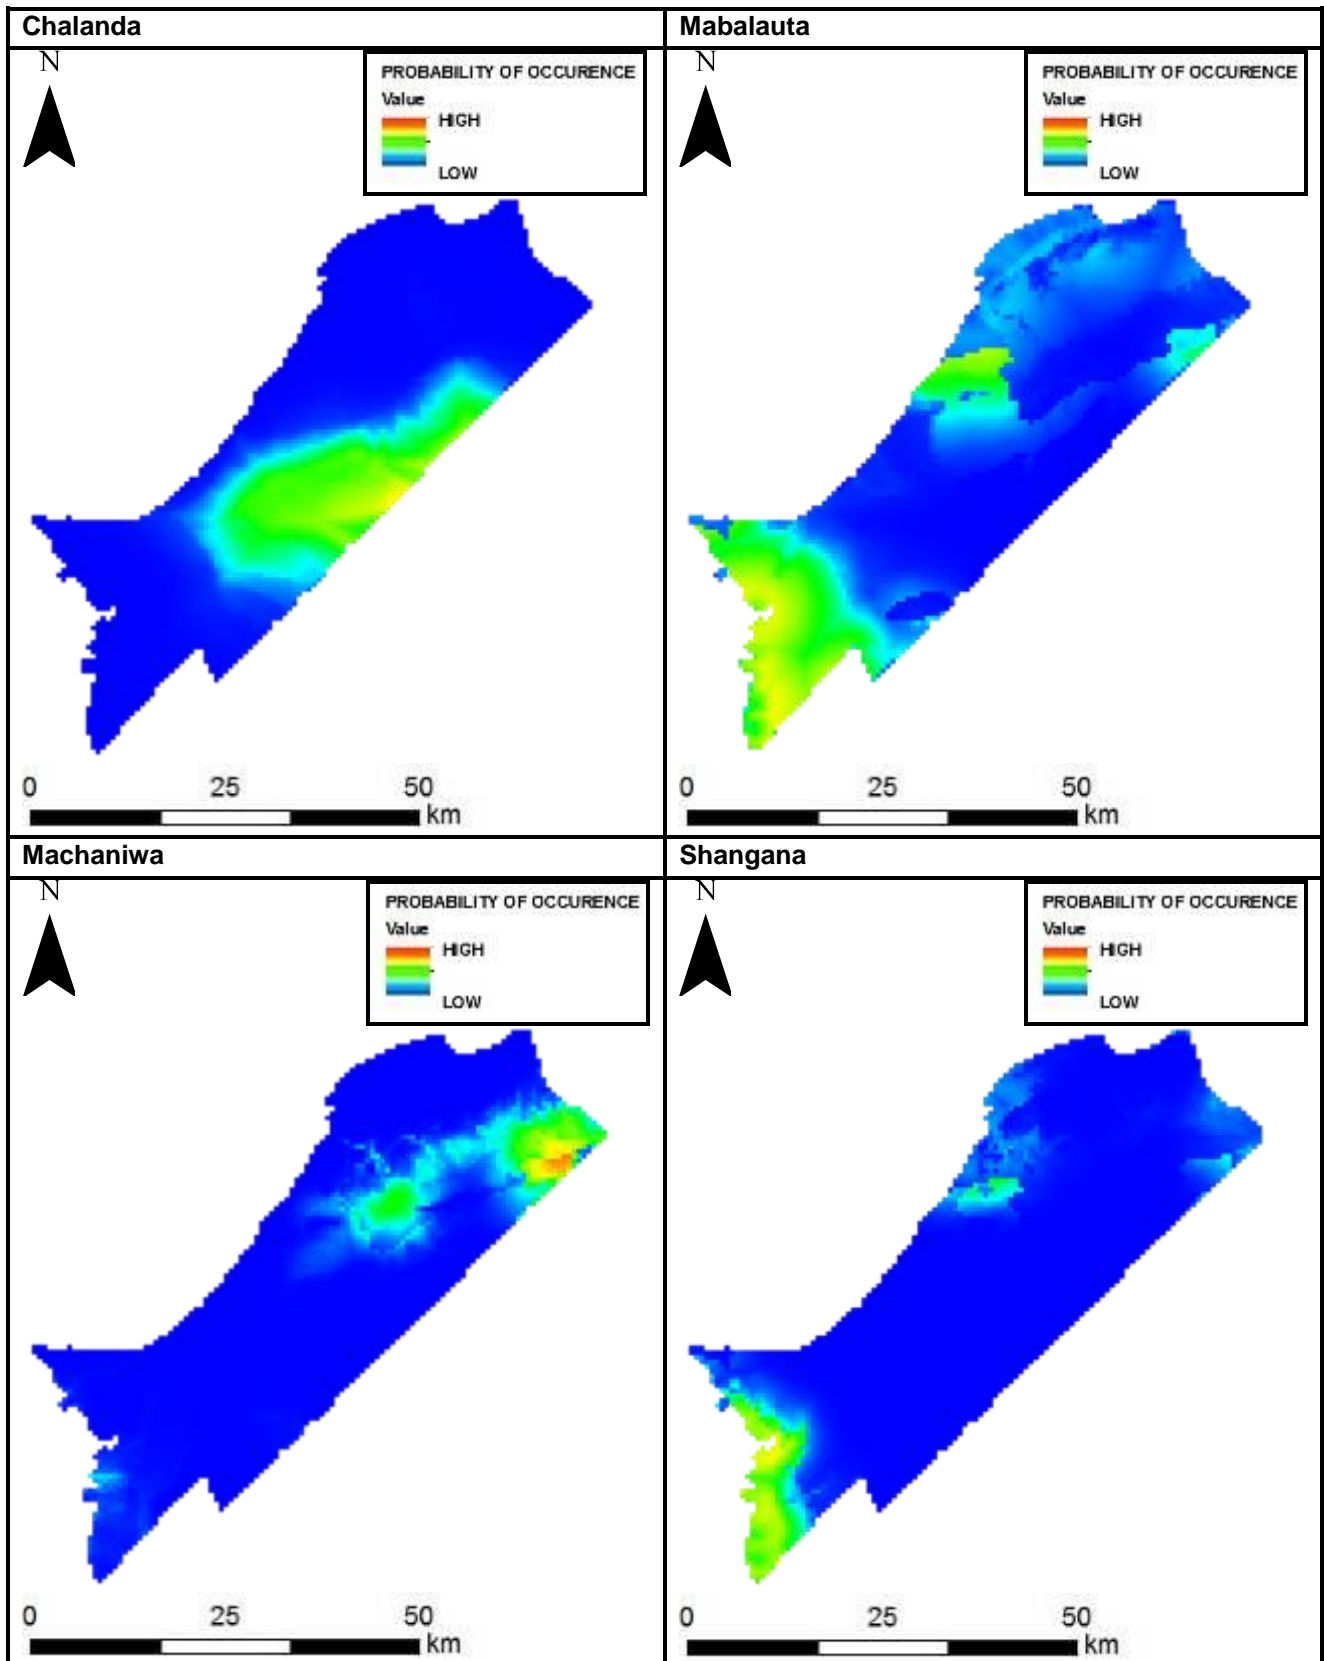 Chalanda
N
PROBABILITY OF OCCURENCE
Value
HIGH
LOW
0 25 50
km
Mabalauta
N
PROBABILITY OF OCCURENCE
Value
HIGH
LOW
0 25 50
km
Machaniwa
N
PROBABILITY OF OCCURENCE
Value
HIGH
LOW
0 25 50
km
Shangana
N
PROBABILITY OF OCCURENCE
Value
HIGH
LOW
0 25 50
km